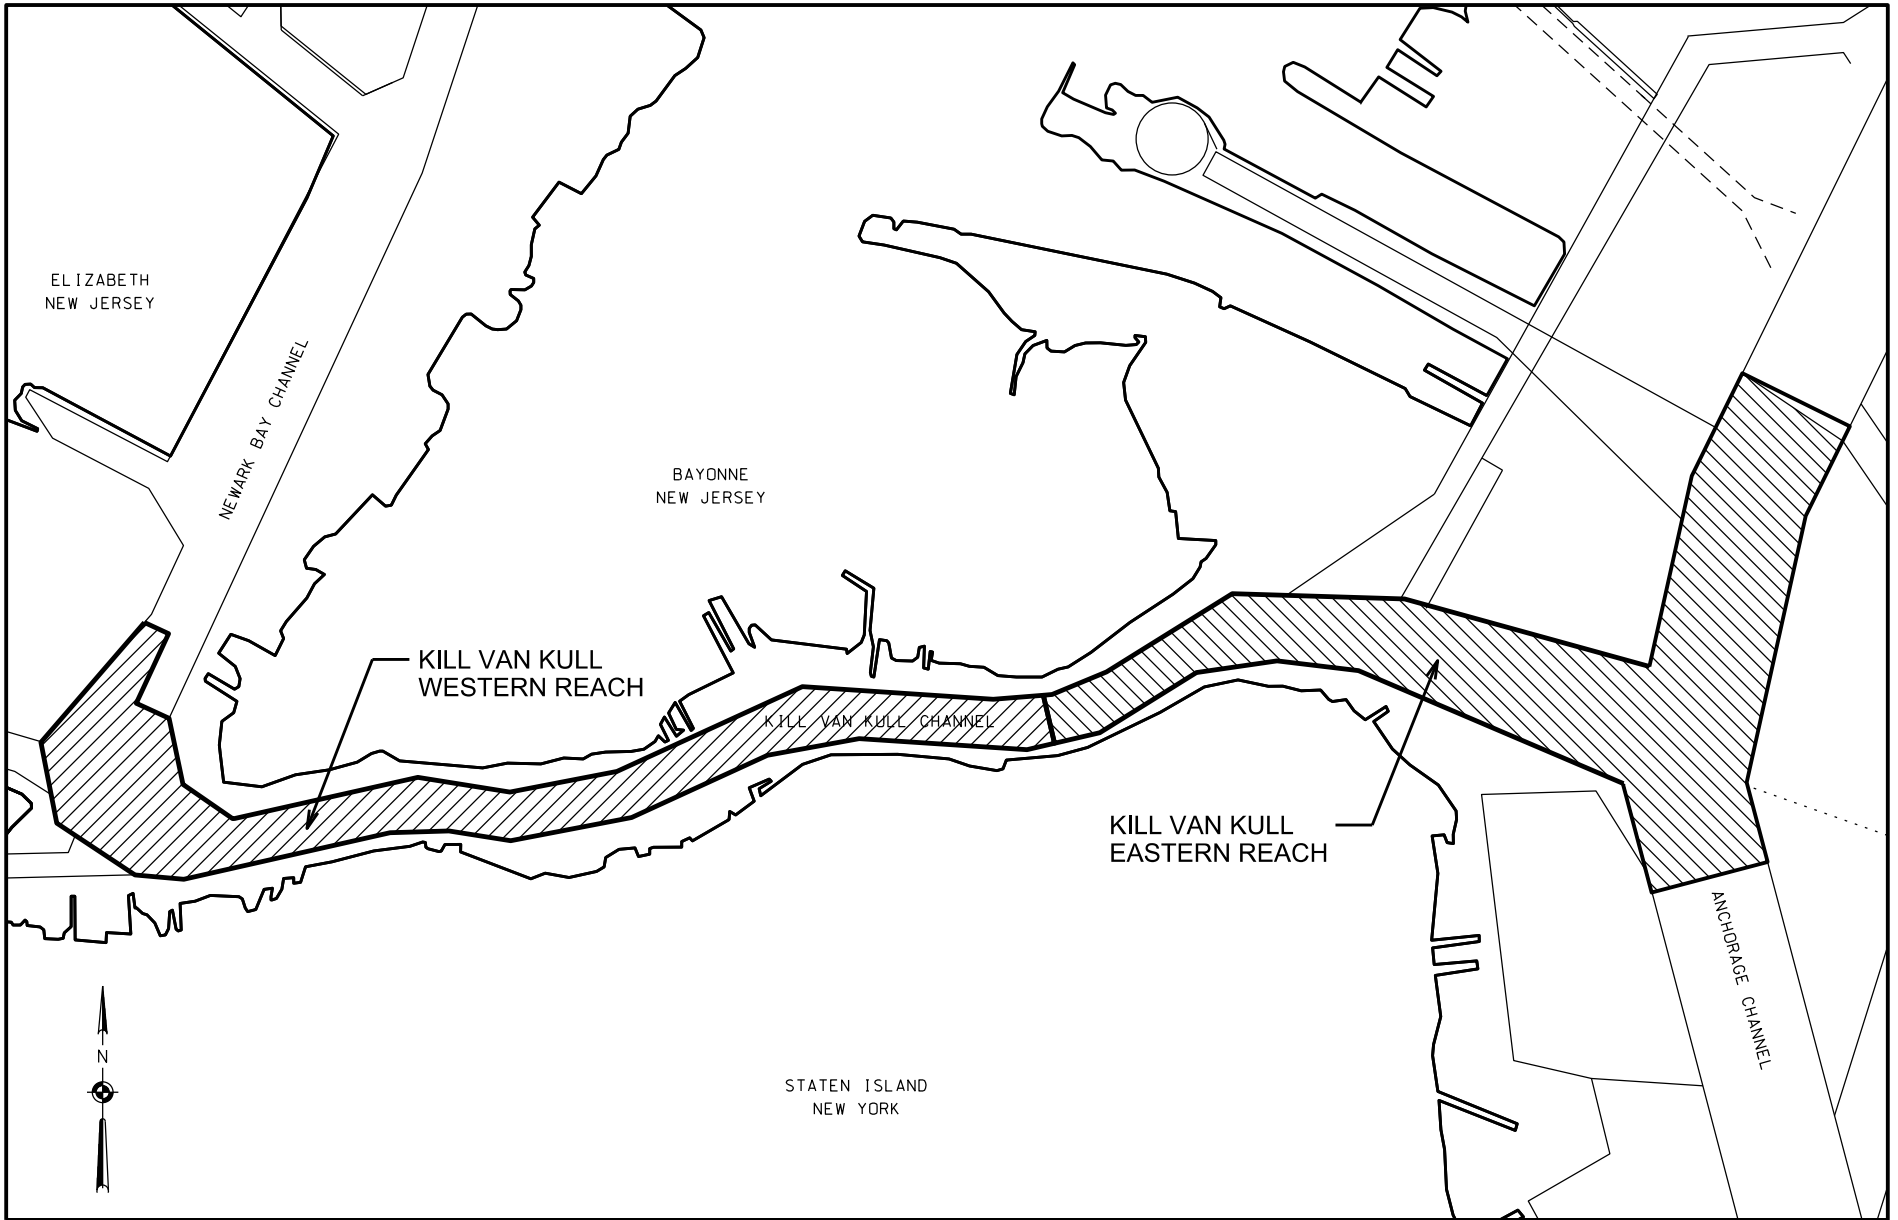 ELIZABETH
NEW JERSEY
NEWARK BAY CHANNEL
BAYONNE
NEW JERSEY
KILL VAN KULL
WESTERN REACH
KILL VAN KULL CHANNEL
KILL VAN KULL
EASTERN REACH
ANCHORAGE CHANNEL
N
STATEN ISLAND
NEW YORK